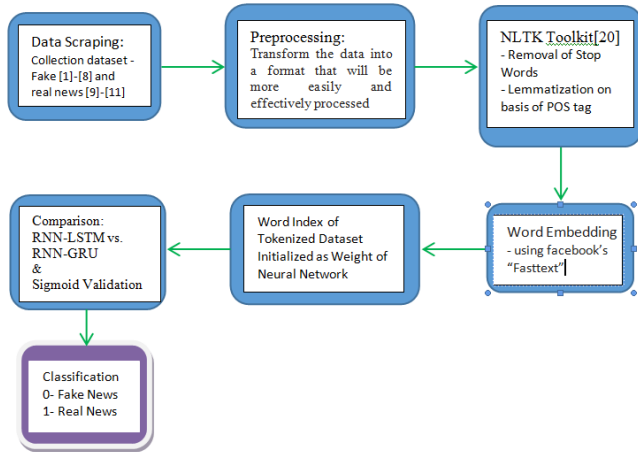 Data Scraping:
Collection dataset -
Fake [1]-[8] and
real news [9]-[11]
Preprocessing:
Transform the data into
a format that will be
more easily and
effectively processed
NLTK Toolkit[20]
- Removal of Stop
Words
- Lemmatization on
basis of POS tag
Word Embedding
- using facebook's
"Fasttext"
Word Index of
Tokenized Dataset
Initialized as Weight of
Neural Network
Comparison:
RNN-LSTM vs.
RNN-GRU
&
Sigmoid Validation
Classification
0- Fake News
1- Real News